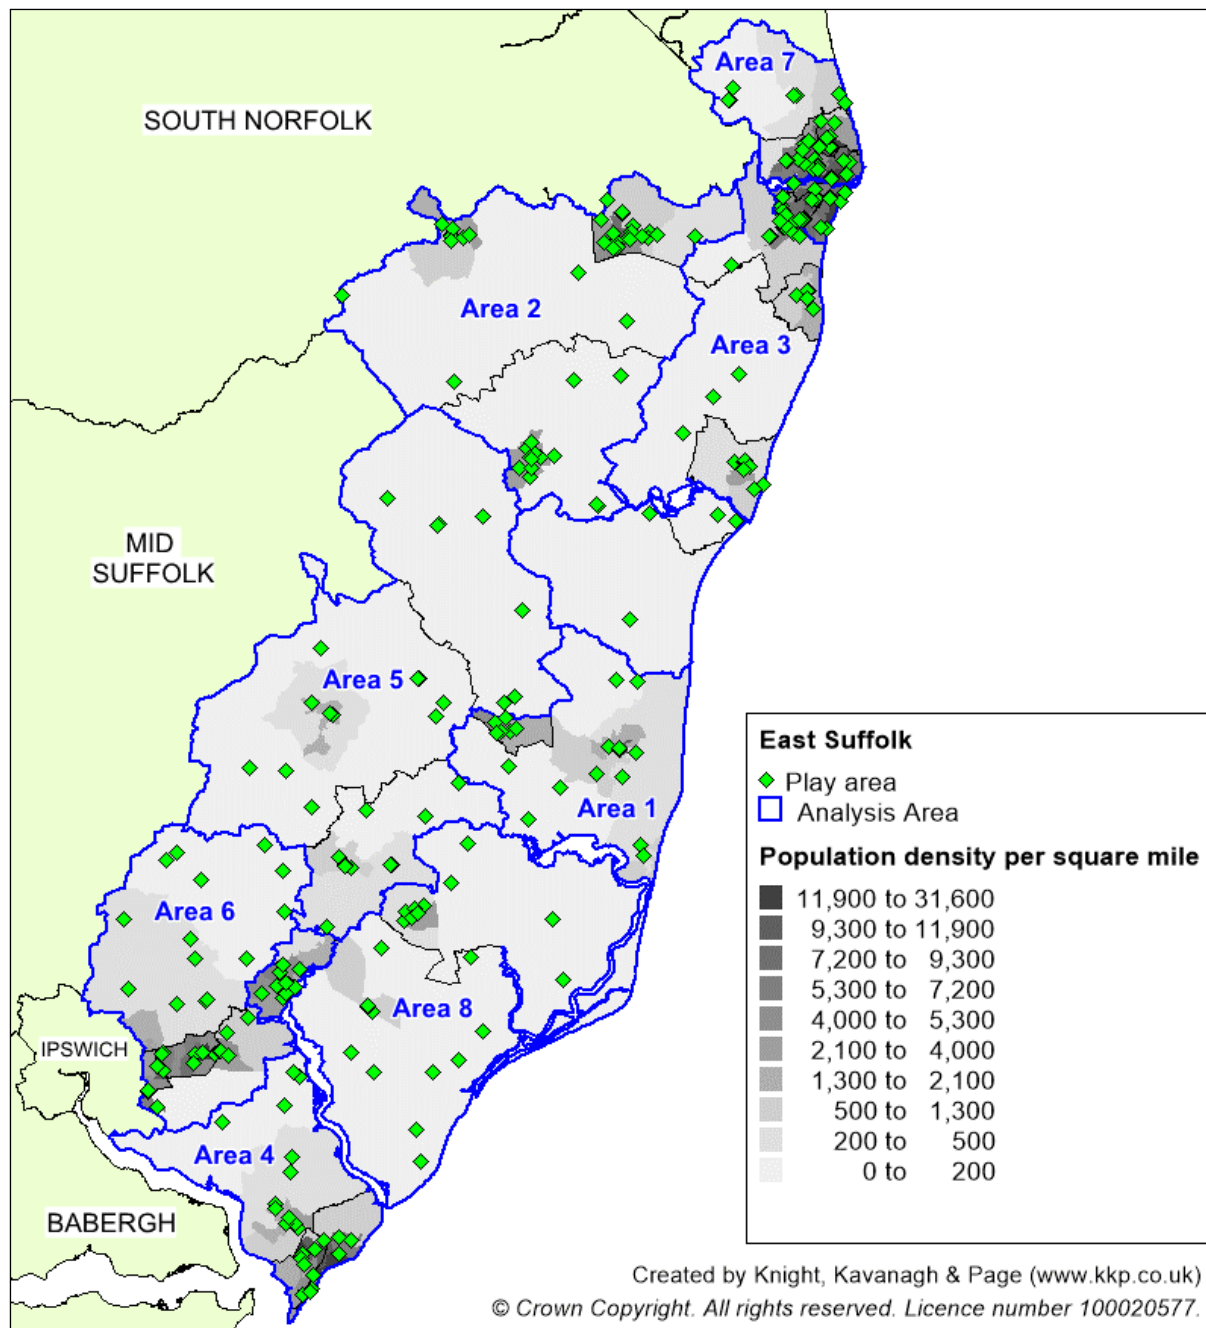 Area 7
SOUTH NORFOLK
Area 2
Area 3
MID
SUFFOLK
Area 5
Area 1
Area 6
Area 8
IPSWICH
Area 4
BABERGH
East Suffolk
Play area
Analysis Area
Population density per square mile
11,900 to 31,600
9,300 to 11,900
7,200 to 9,300
5,300 to 7,200
4,000 to 5,300
2,100 to 4,000
1,300 to 2,100
500 to 1,300
200 to 500
0 to 200
Created by Knight, Kavanagh & Page (www.kkp.co.uk)
© Crown Copyright. All rights reserved. Licence number 100020577.